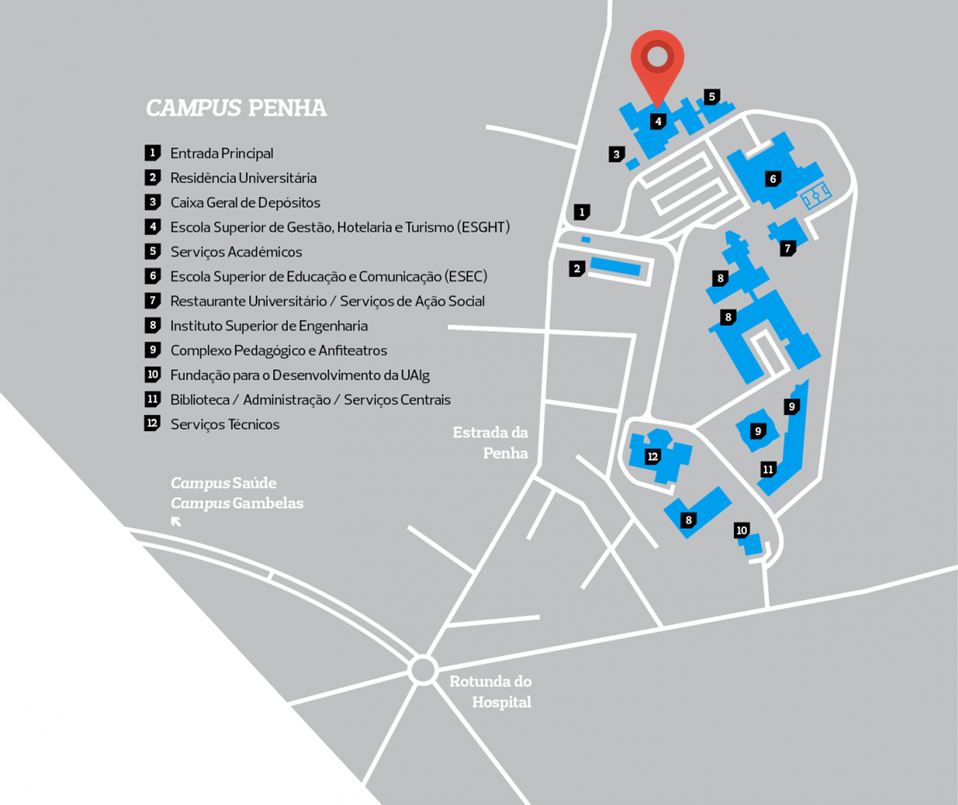 CAMPUS PENHA
1 Entrada Principal
2 Residência Universitária
3 Caixa Geral de Depósitos
4 Escola Superior de Gestão, Hotelaria e Turismo (ESGHT)
5 Serviços Académicos
6 Escola Superior de Educação e Comunicação (ESEC)
7 Restaurante Universitário / Serviços de Ação Social
8 Instituto Superior de Engenharia
9 Complexo Pedagógico e Anfiteatros
10 Fundação para o Desenvolvimento da UAlg
11 Biblioteca / Administração / Serviços Centrais
12 Serviços Técnicos
Campus Saúde
Campus Gambelas
Estrada da
Penha
Rotunda do
Hospital
5
4
3
6
1
7
2
8
8
9
9
12
11
8
10